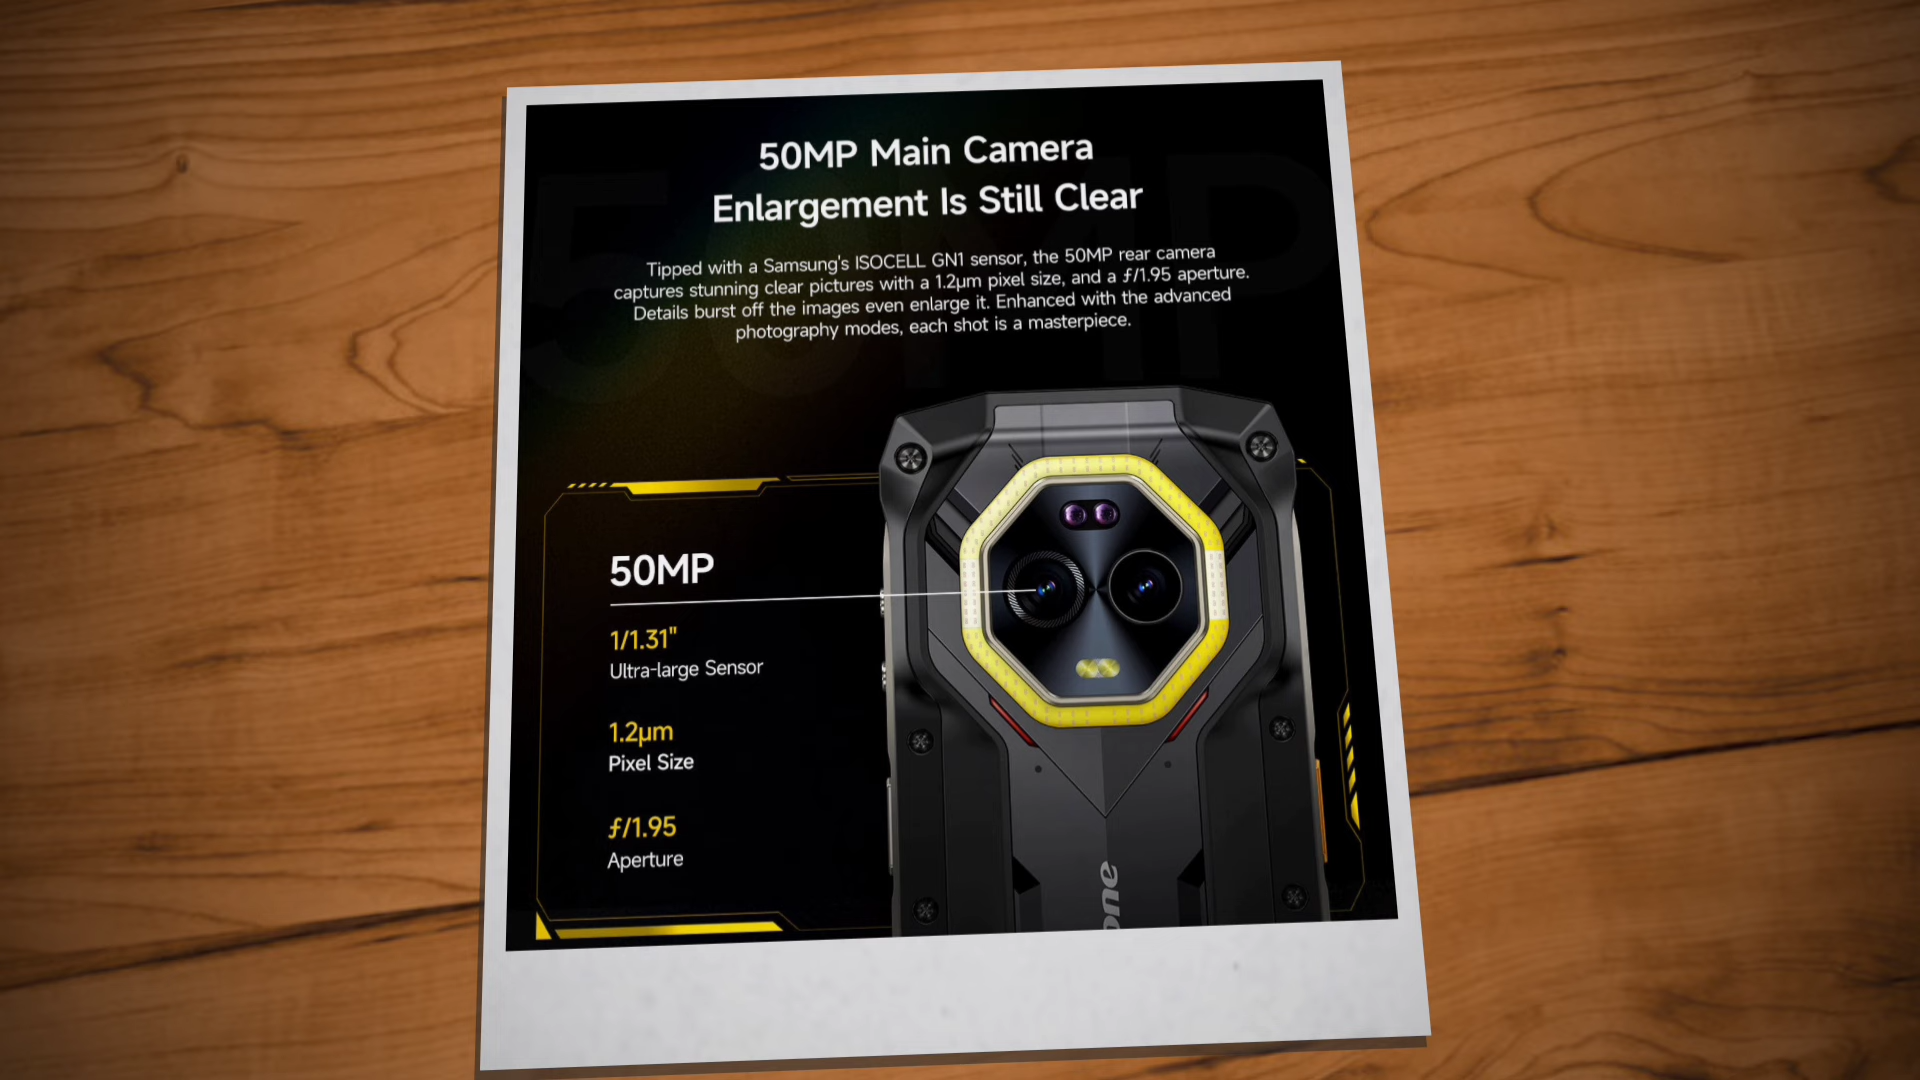 50MP Main Camera
Enlargement Is Still Clear
Tipped with a Samsung's ISOCELL GN1 sensor, the 50MP rear camera
captures stunning clear pictures with a 1.2µm pixel size, and a ƒ/1.95 aperture.
Details burst off the images even enlarge it. Enhanced with the advanced
photography modes, each shot is a masterpiece.
50MP
1/1.31"
Ultra-large Sensor
1.2µm
Pixel Size
ƒ/1.95
Aperture
one